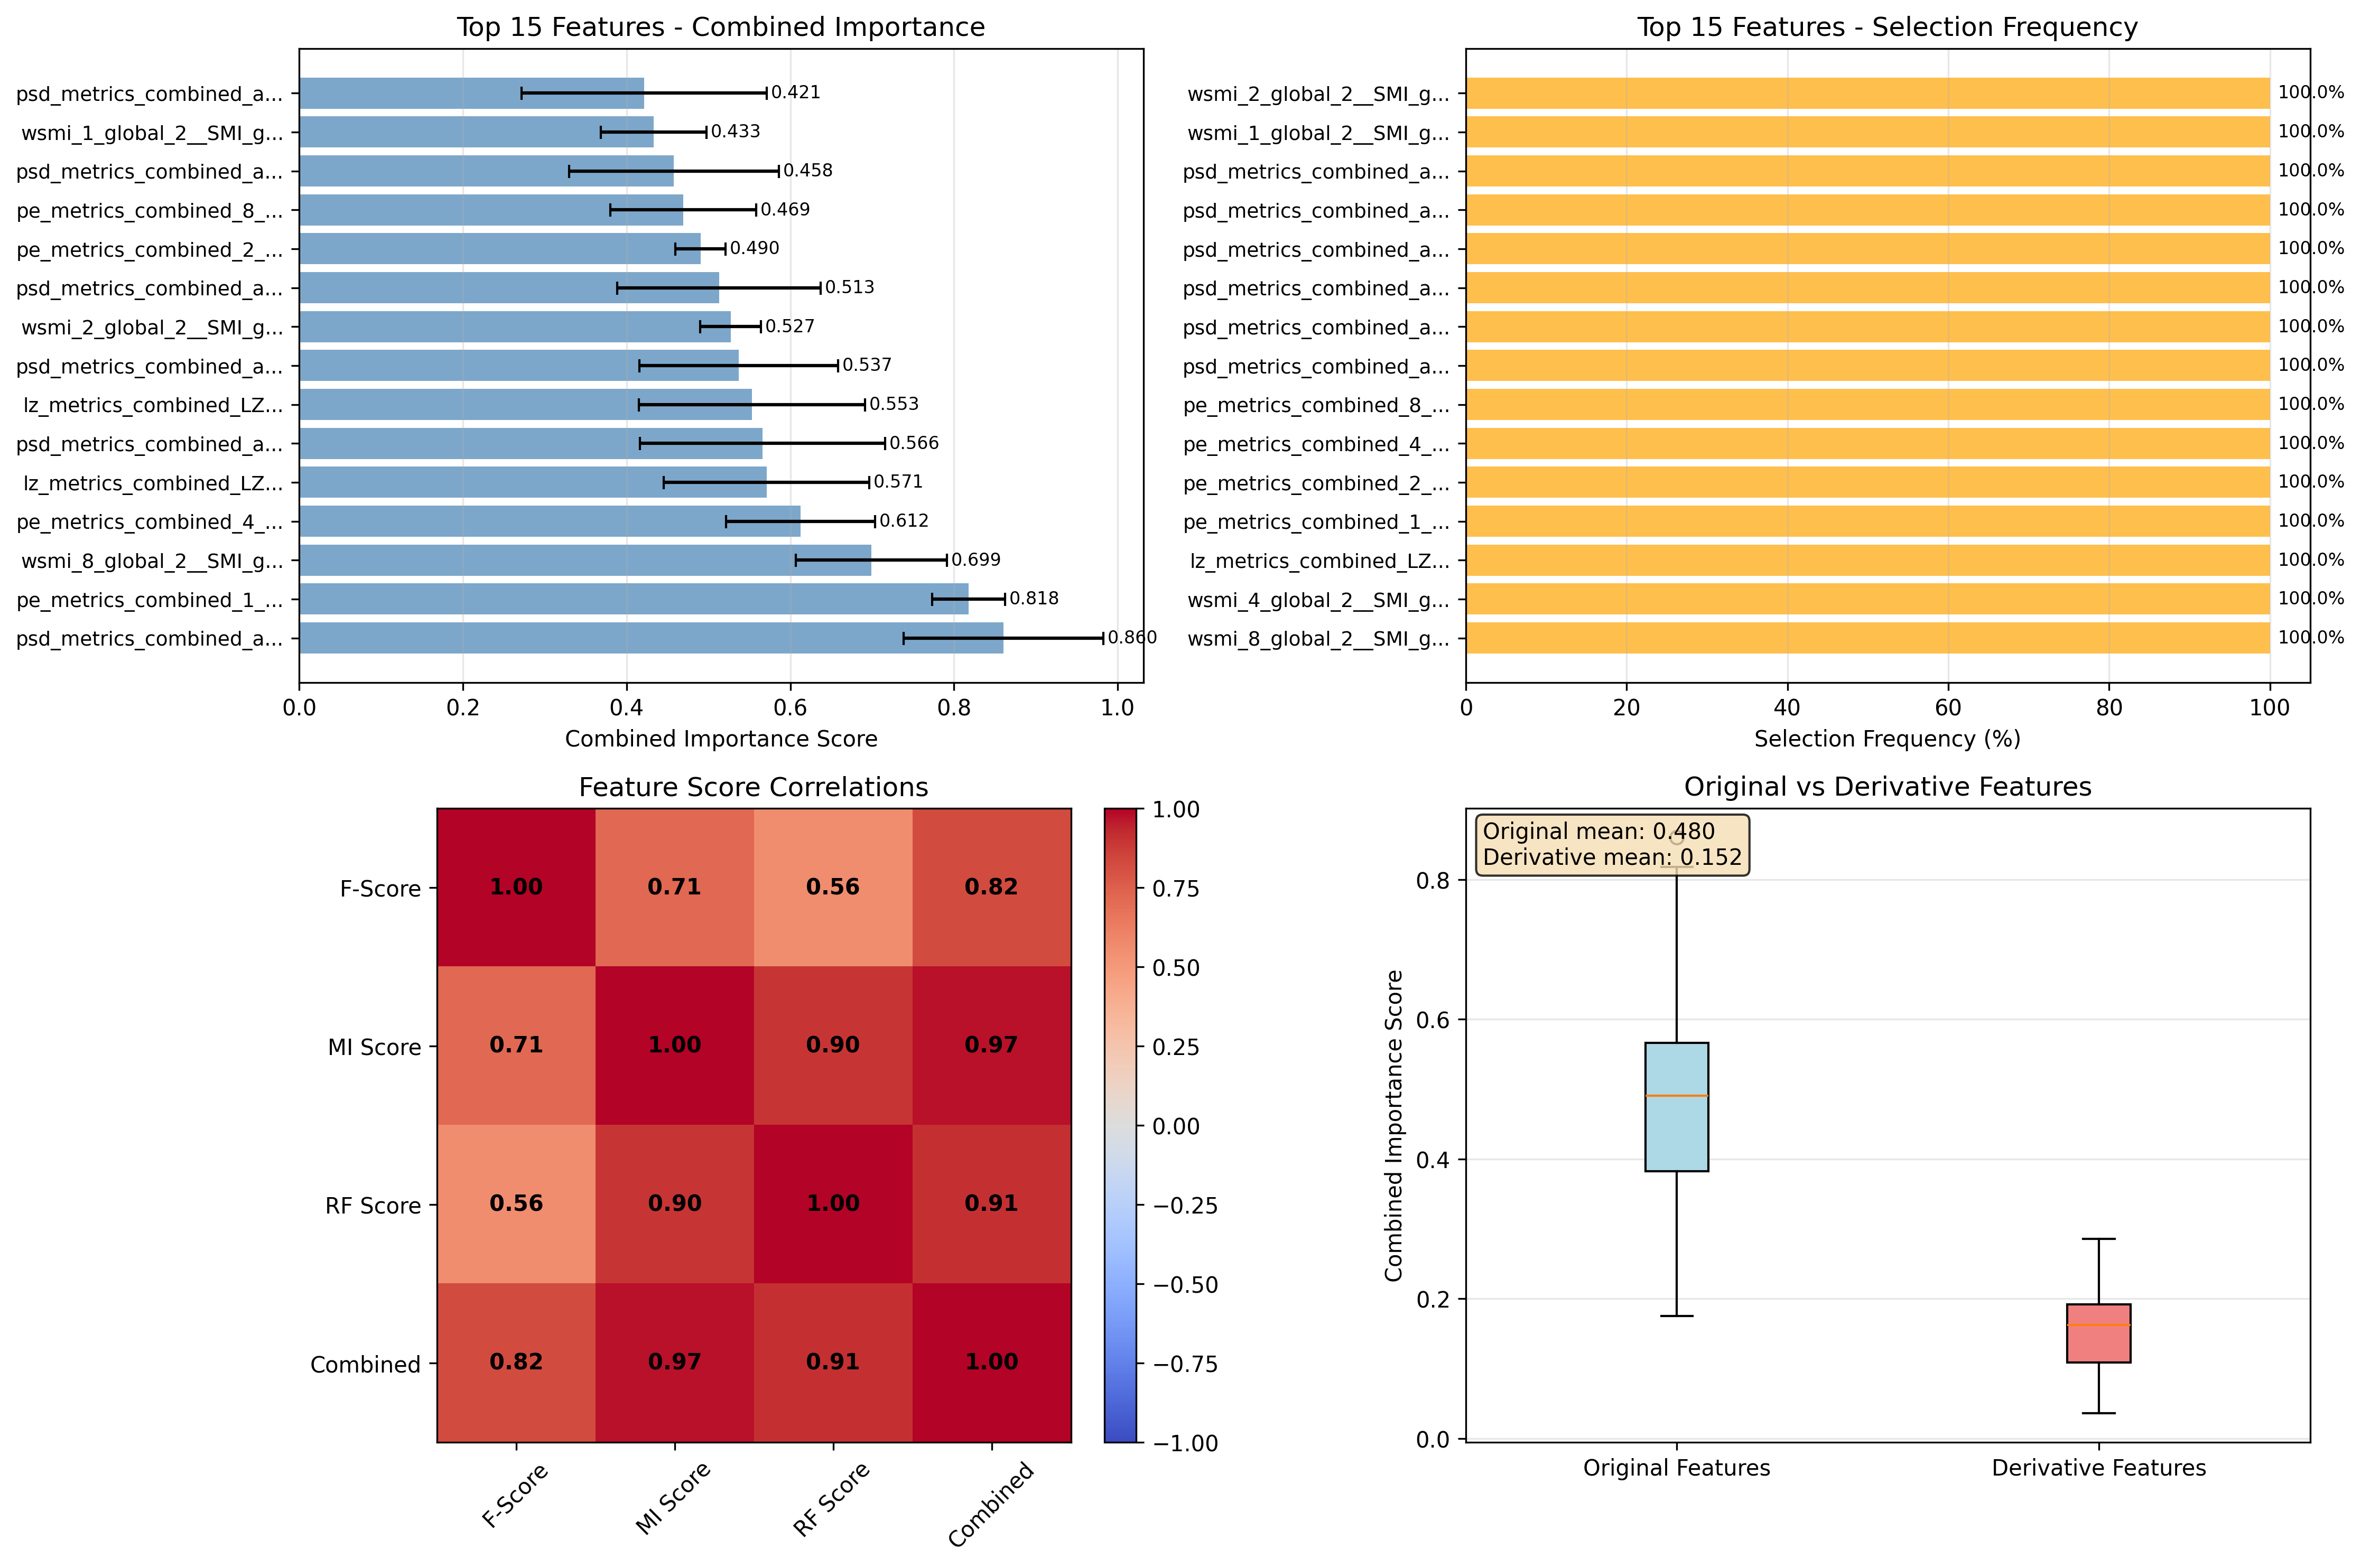 Top 15 Features - Combined Importance
psd_metrics_combined_a... 0.421
wsmi_1_global_2__SMI_g... 0.433
psd_metrics_combined_a... 0.458
pe_metrics_combined_8_... 0.469
pe_metrics_combined_2_... 0.490
psd_metrics_combined_a... 0.513
wsmi_2_global_2__SMI_g... 0.527
psd_metrics_combined_a... 0.537
lz_metrics_combined_LZ... 0.553
psd_metrics_combined_a... 0.566
lz_metrics_combined_LZ... 0.571
pe_metrics_combined_4_... 0.612
wsmi_8_global_2__SMI_g... 0.699
pe_metrics_combined_1_... 0.818
psd_metrics_combined_a... 0.860
0.0 0.2 0.4 0.6 0.8 1.0
Combined Importance Score
Top 15 Features - Selection Frequency
wsmi_2_global_2__SMI_g... 100.0%
wsmi_1_global_2__SMI_g... 100.0%
psd_metrics_combined_a... 100.0%
psd_metrics_combined_a... 100.0%
psd_metrics_combined_a... 100.0%
psd_metrics_combined_a... 100.0%
psd_metrics_combined_a... 100.0%
psd_metrics_combined_a... 100.0%
pe_metrics_combined_8_... 100.0%
pe_metrics_combined_4_... 100.0%
pe_metrics_combined_2_... 100.0%
pe_metrics_combined_1_... 100.0%
lz_metrics_combined_LZ... 100.0%
wsmi_4_global_2__SMI_g... 100.0%
wsmi_8_global_2__SMI_g... 100.0%
0 20 40 60 80 100
Selection Frequency (%)
Feature Score Correlations
F-Score 1.00 0.71 0.56 0.82
MI Score 0.71 1.00 0.90 0.97
RF Score 0.56 0.90 1.00 0.91
Combined 0.82 0.97 0.91 1.00
F-Score MI Score RF Score Combined
1.00
0.75
0.50
0.25
0.00
−0.25
−0.50
−0.75
−1.00
Original vs Derivative Features
Original mean: 0.480
Derivative mean: 0.152
Combined Importance Score
0.8
0.6
0.4
0.2
0.0
Original Features Derivative Features